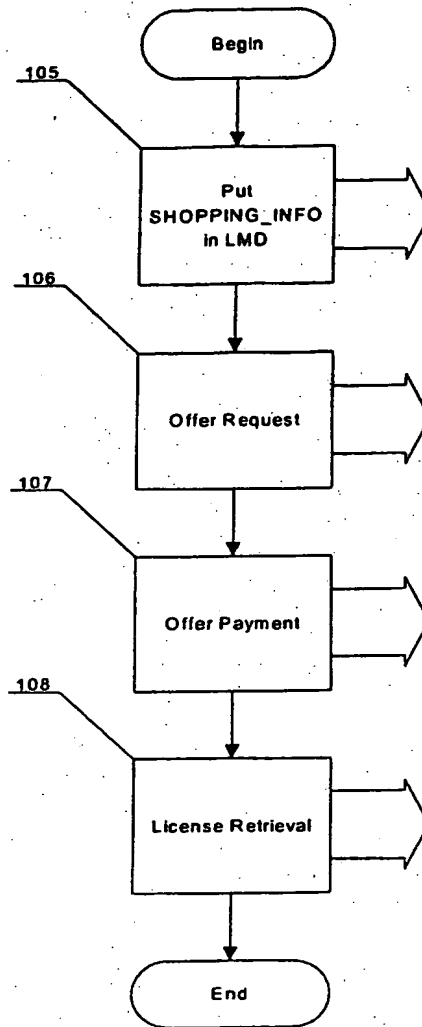 Begin
105
Put
SHOPPING_INFO
in LMD
106
Offer Request
107
Offer Payment
108
License Retrieval
End